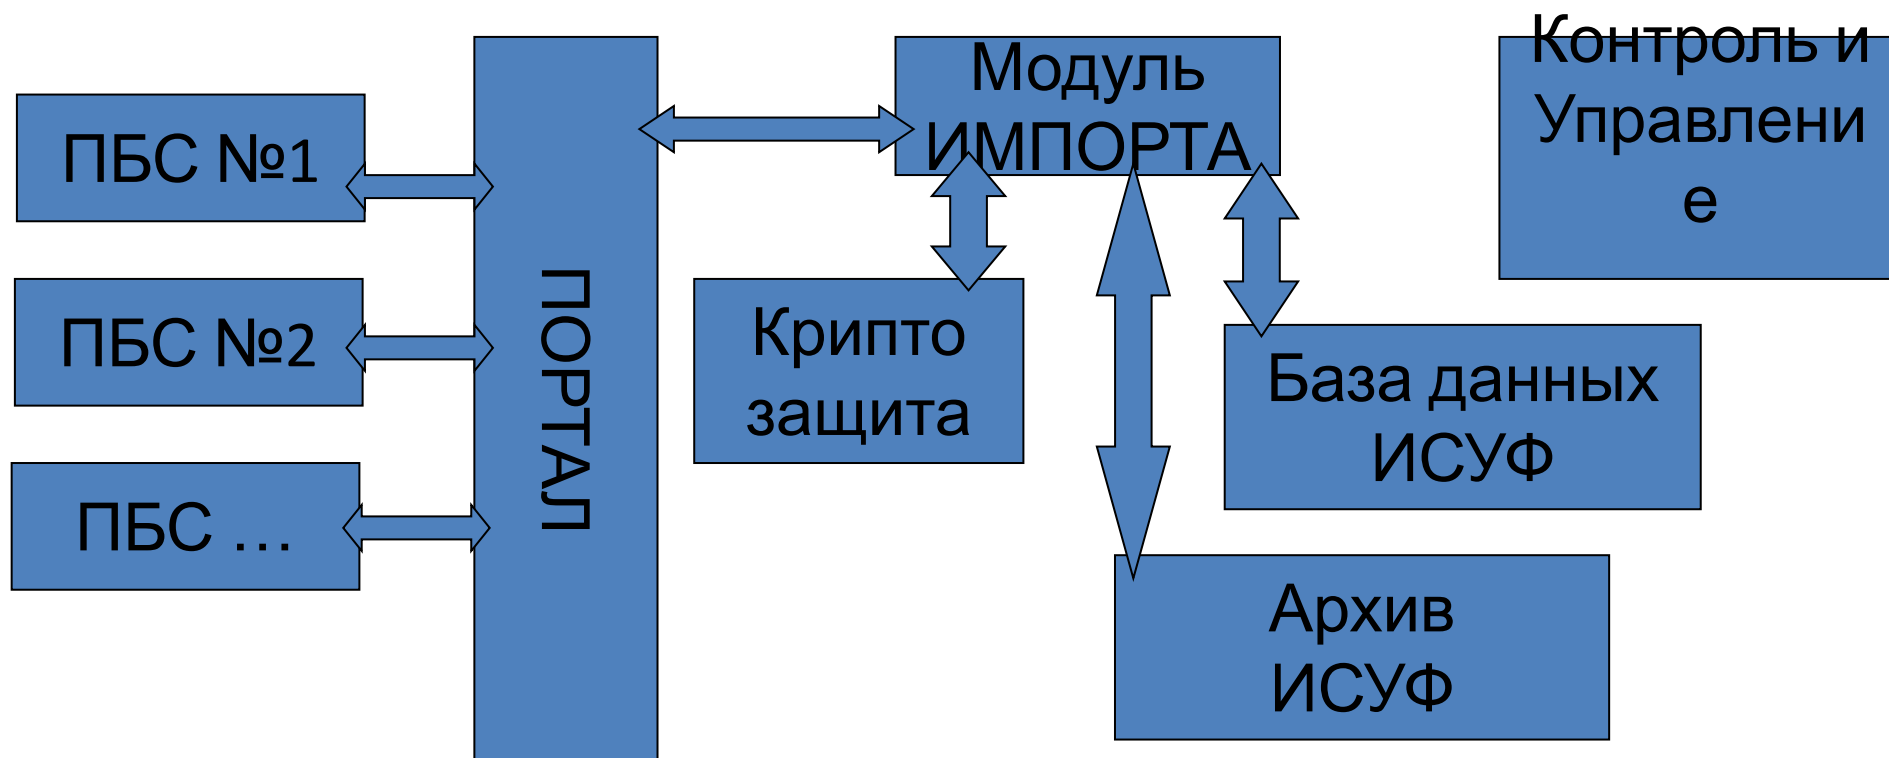 ПБС №1
ПБС №2
ПБС ...
ПОРТАЛ
Модуль
ИМПОРТА
Крипто
защита
База данных
ИСУФ
Архив
ИСУФ
Контроль и
Управлени
е